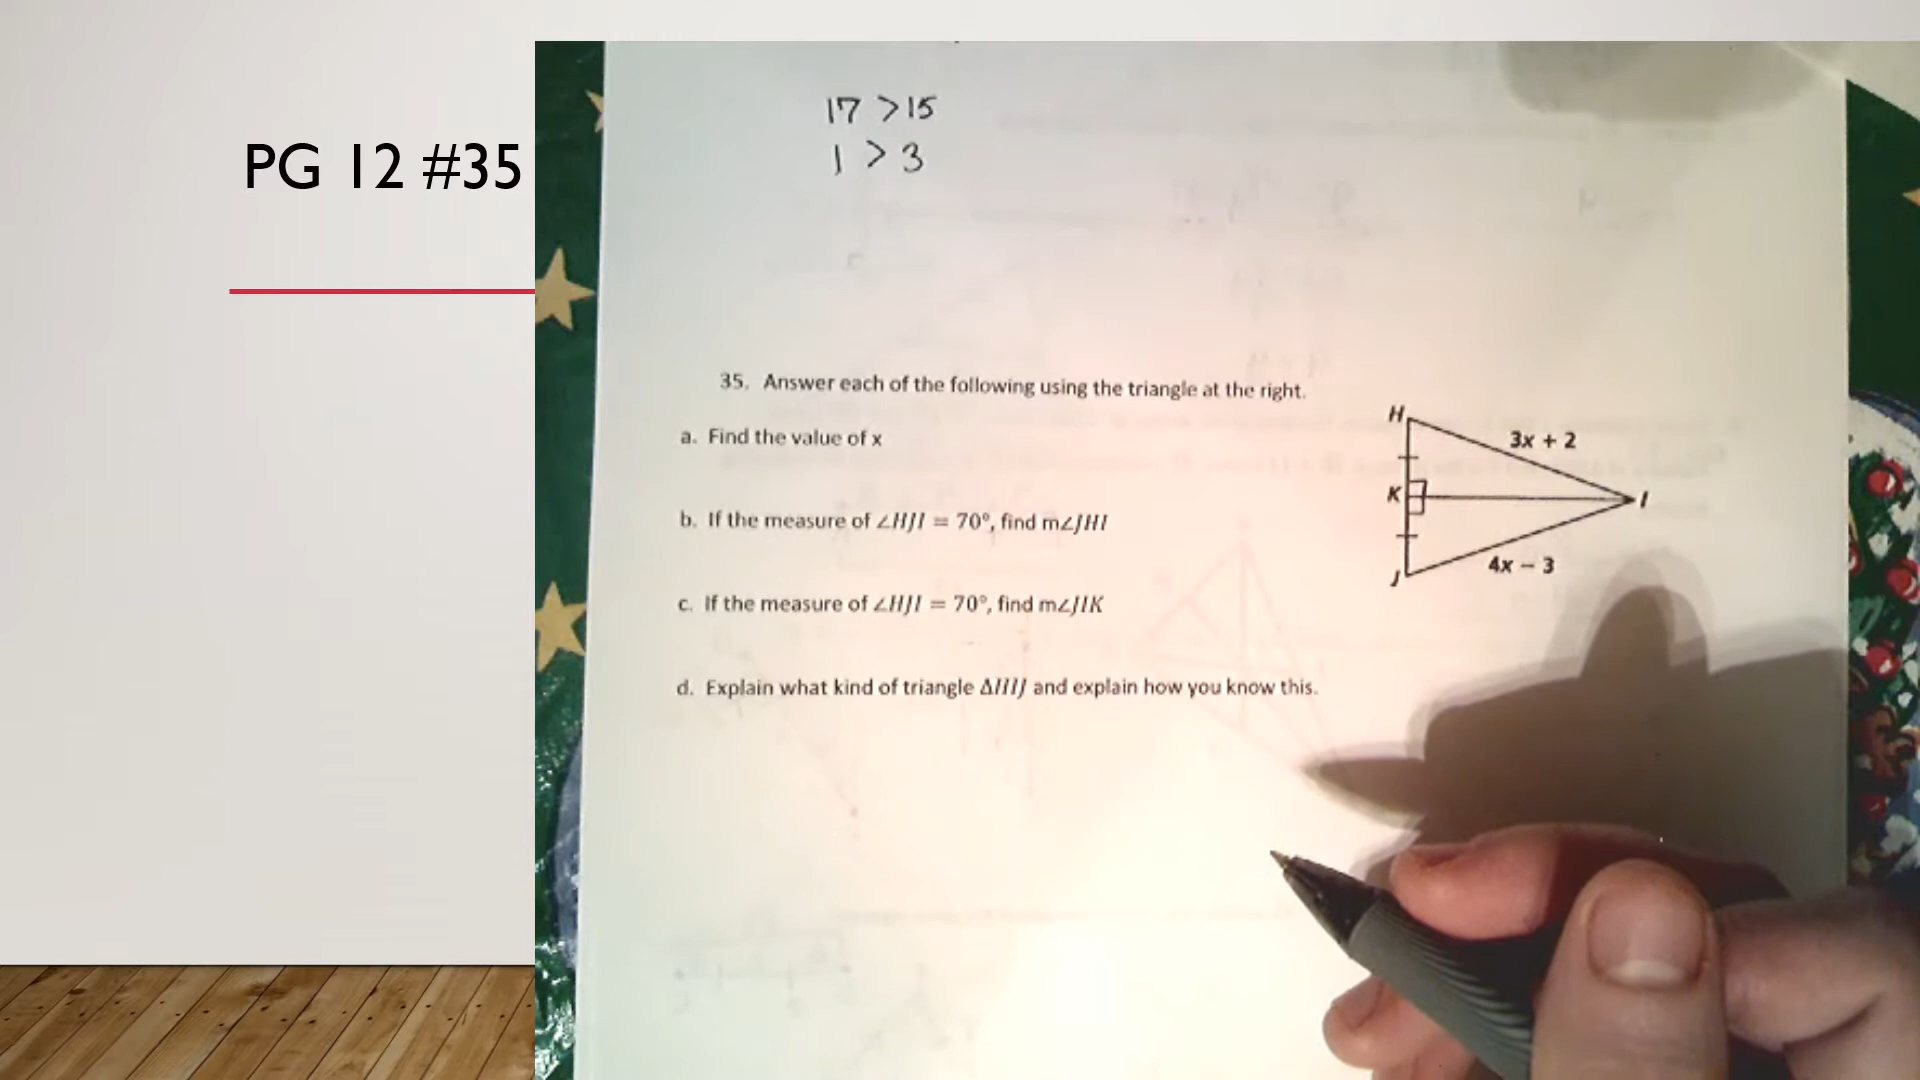 PG 12 #35
17 > 15
1 > 3
35. Answer each of the following using the triangle at the right.
a. Find the value of x
b. If the measure of ∠HJI = 70°, find m∠JHI
c. If the measure of ∠HJI = 70°, find m∠JIK
d. Explain what kind of triangle ΔHIJ and explain how you know this.
H
3x + 2
K
I
4x − 3
J